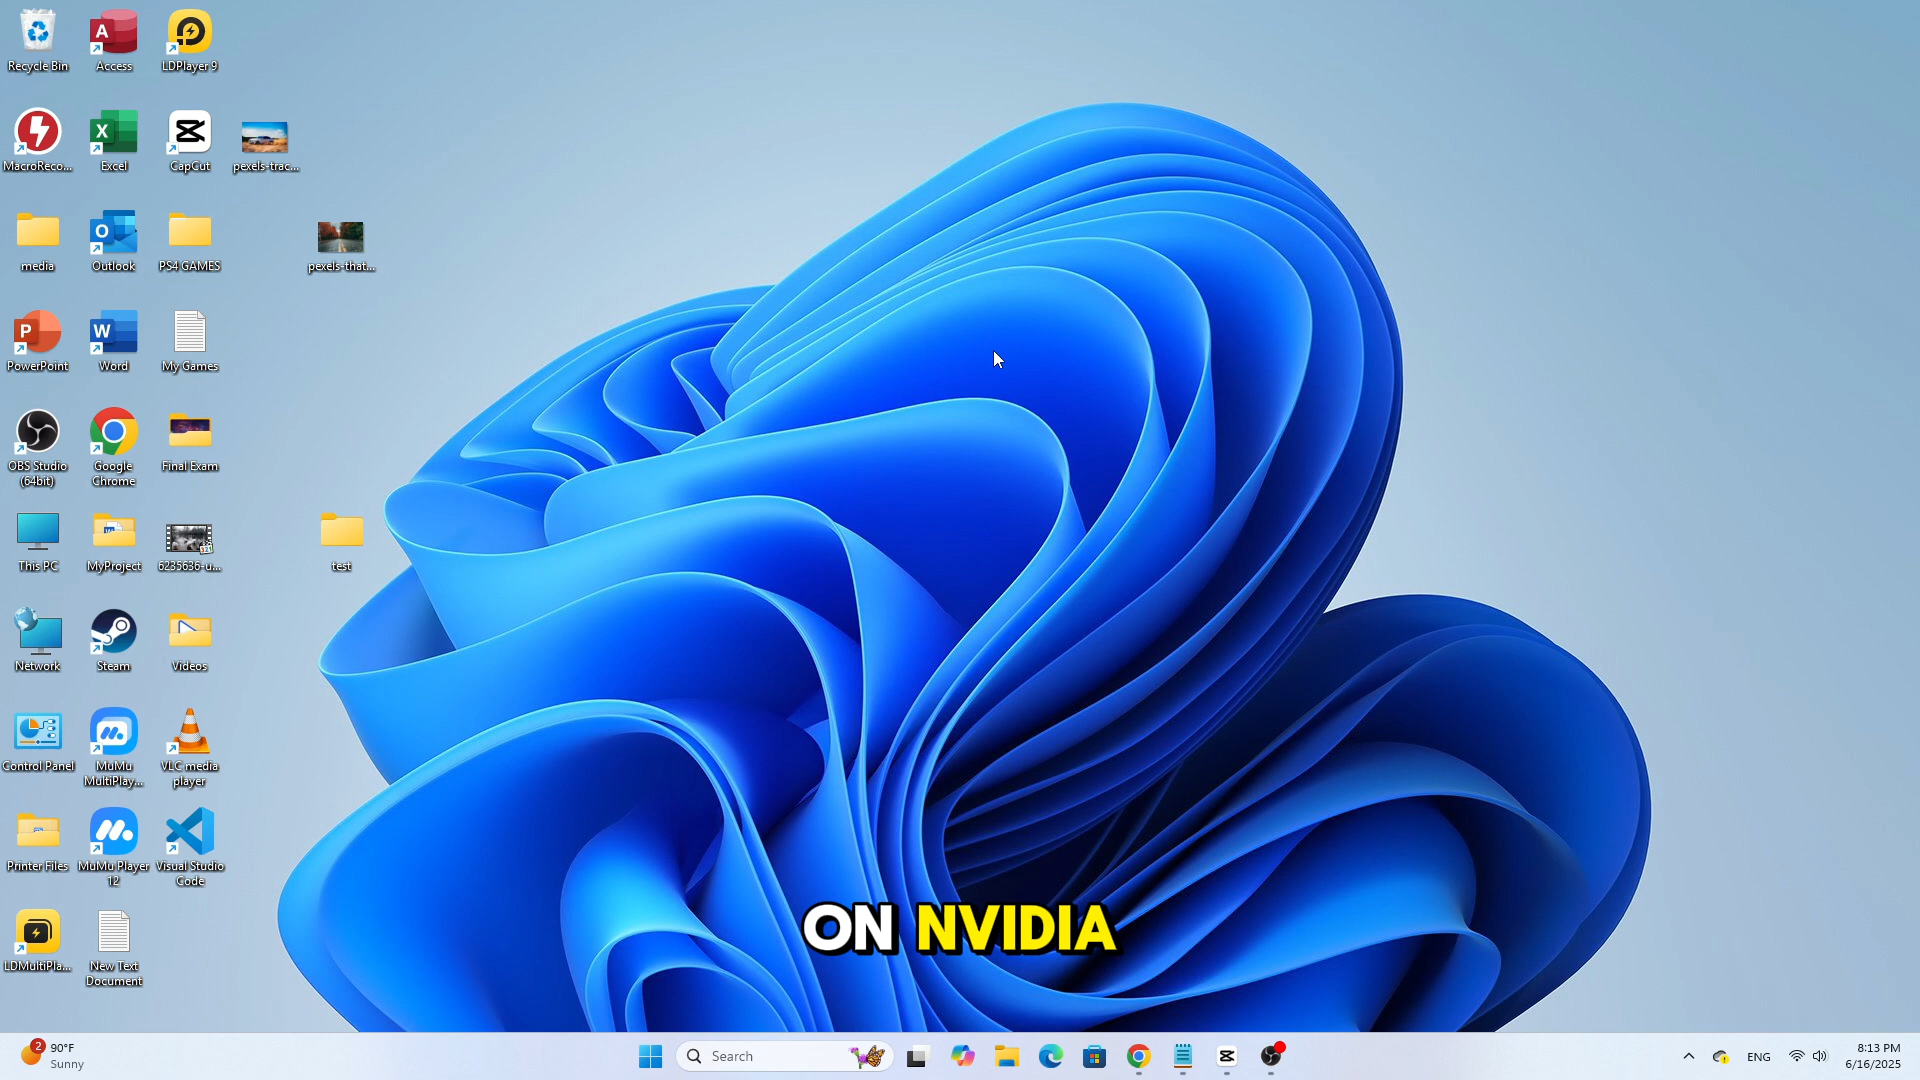 Recycle Bin
Access
LDPlayer 9
MacroReco...
Excel
CapCut
pexels-trac...
media
Outlook
PS4 GAMES
pexels-that...
PowerPoint
Word
My Games
OBS Studio
(64bit)
Google
Chrome
Final Exam
This PC
MyProject
6235636-u...
test
Network
Steam
Videos
Control Panel
MuMu
MultiPlay...
VLC media
player
Printer Files
MuMu Player
12
Visual Studio
Code
LDMultiPla...
New Text
Document
ON NVIDIA
2
90°F
Sunny
Search
ENG
8:13 PM
6/16/2025